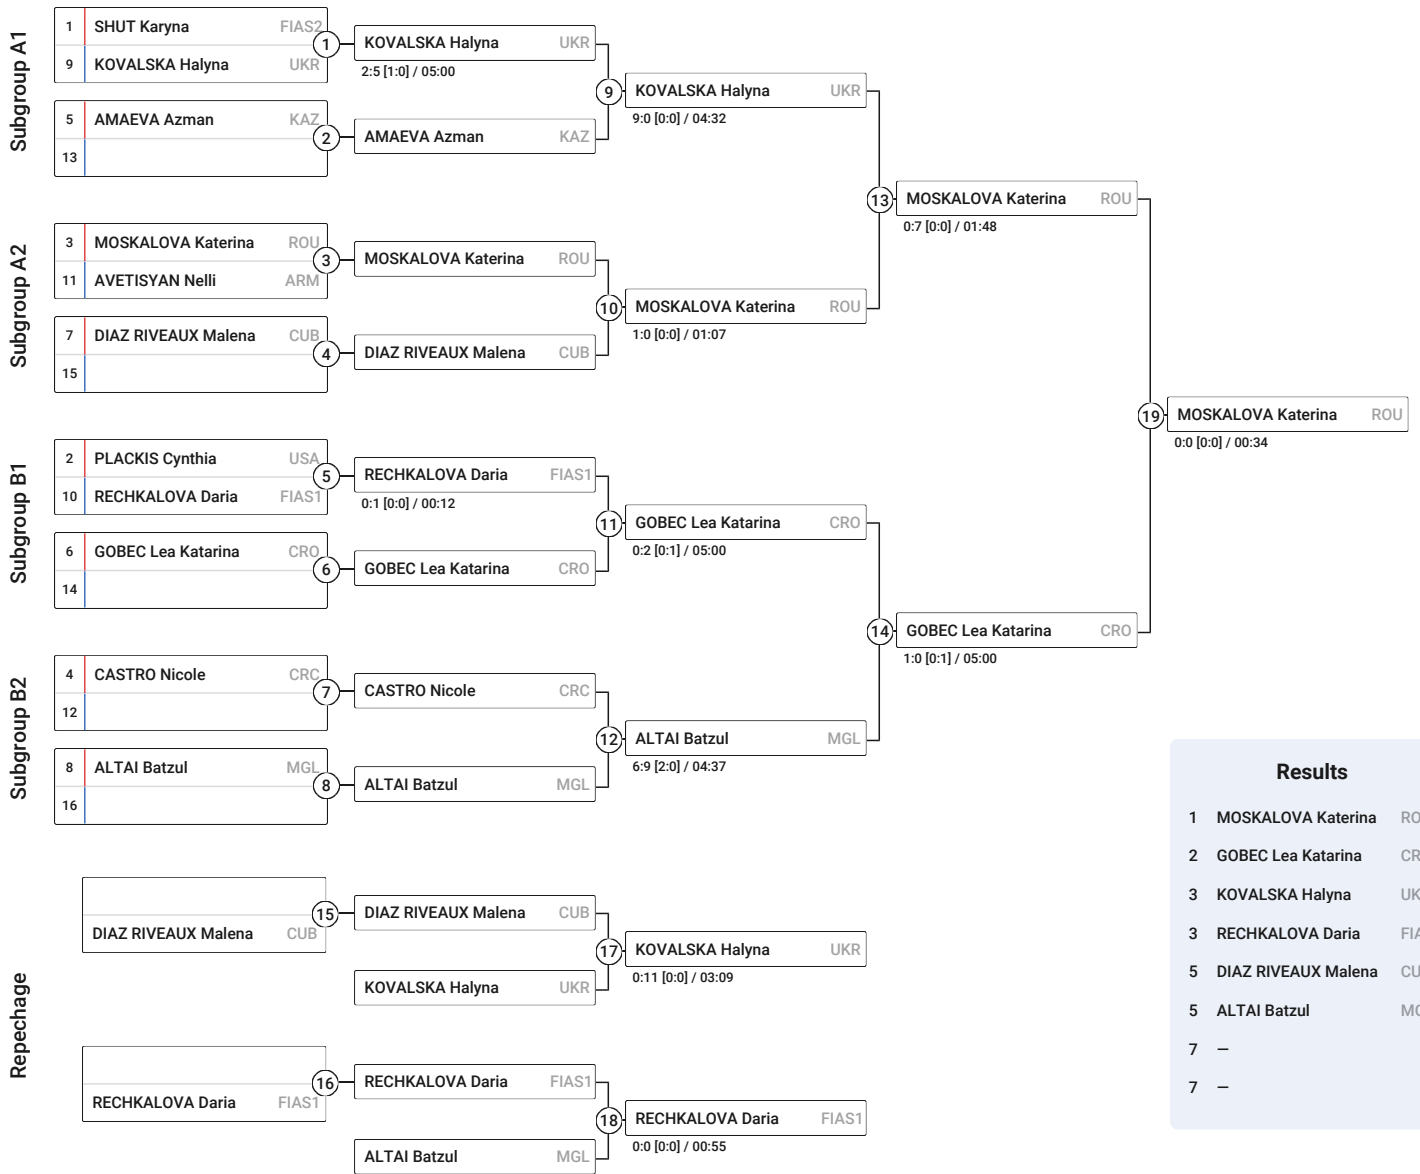 Subgroup A1
1 SHUT Karyna FIAS2
9 KOVALSKA Halyna UKR
1
KOVALSKA Halyna UKR
2:5 [1:0] / 05:00
5 AMAEVA Azman KAZ
13
2
AMAEVA Azman KAZ
9
KOVALSKA Halyna UKR
9:0 [0:0] / 04:32
Subgroup A2
3 MOSKALOVA Katerina ROU
11 AVETISYAN Nelli ARM
3
MOSKALOVA Katerina ROU
7 DIAZ RIVEAUX Malena CUB
15
4
DIAZ RIVEAUX Malena CUB
10
MOSKALOVA Katerina ROU
1:0 [0:0] / 01:07
13
MOSKALOVA Katerina ROU
0:7 [0:0] / 01:48
Subgroup B1
2 PLACKIS Cynthia USA
10 RECHKALOVA Daria FIAS1
5
RECHKALOVA Daria FIAS1
0:1 [0:0] / 00:12
6 GOBEC Lea Katarina CRO
14
6
GOBEC Lea Katarina CRO
11
GOBEC Lea Katarina CRO
0:2 [0:1] / 05:00
Subgroup B2
4 CASTRO Nicole CRC
12
7
CASTRO Nicole CRC
8 ALTAI Batzul MGL
16
8
ALTAI Batzul MGL
12
ALTAI Batzul MGL
6:9 [2:0] / 04:37
14
GOBEC Lea Katarina CRO
1:0 [0:1] / 05:00
19
MOSKALOVA Katerina ROU
0:0 [0:0] / 00:34
Repechage
DIAZ RIVEAUX Malena CUB
15
DIAZ RIVEAUX Malena CUB
KOVALSKA Halyna UKR
17
KOVALSKA Halyna UKR
0:11 [0:0] / 03:09
RECHKALOVA Daria FIAS1
16
RECHKALOVA Daria FIAS1
ALTAI Batzul MGL
18
RECHKALOVA Daria FIAS1
0:0 [0:0] / 00:55
Results
1 MOSKALOVA Katerina
2 GOBEC Lea Katarina
3 KOVALSKA Halyna
3 RECHKALOVA Daria
5 DIAZ RIVEAUX Malena
5 ALTAI Batzul
7 –
7 –